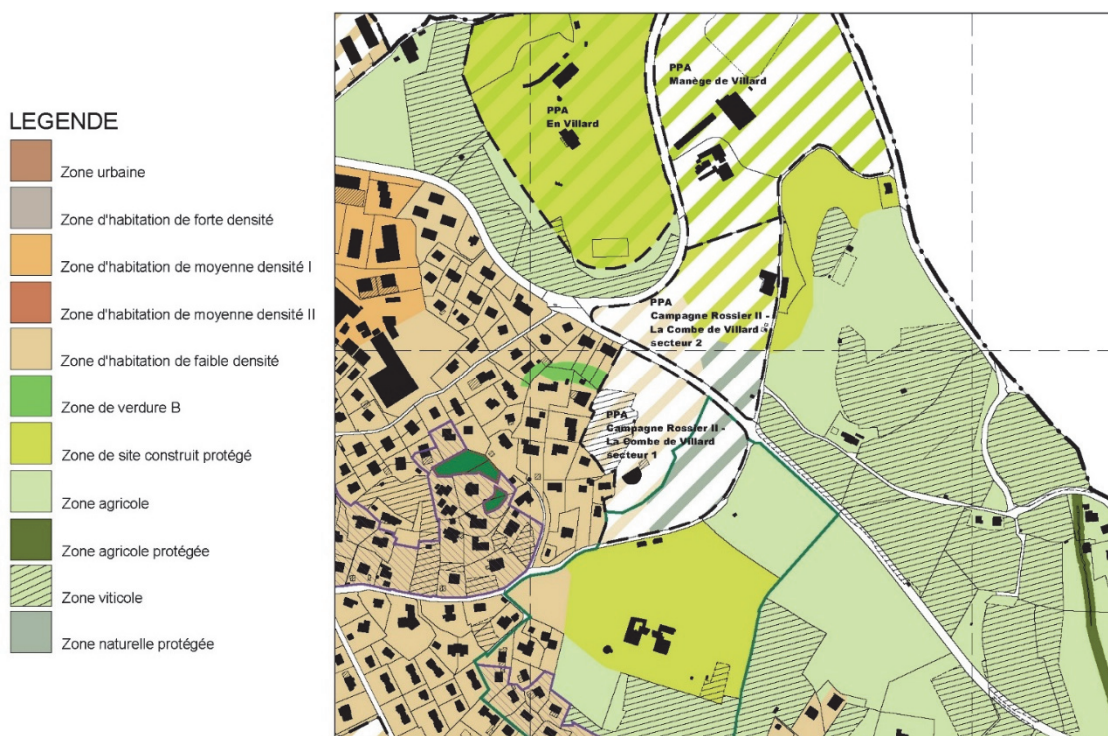 LEGENDE
Zone urbaine
Zone d'habitation de forte densité
Zone d'habitation de moyenne densité I
Zone d'habitation de moyenne densité II
Zone d'habitation de faible densité
Zone de verdure B
Zone de site construit protégé
Zone agricole
Zone agricole protégée
Zone viticole
Zone naturelle protégée
PPA
Manège de Villard
PPA
En Villard
PPA
Campagne Rossier II -
La Combe de Villard
secteur 2
PPA
Campagne Rossier II -
La Combe de Villard
secteur 1